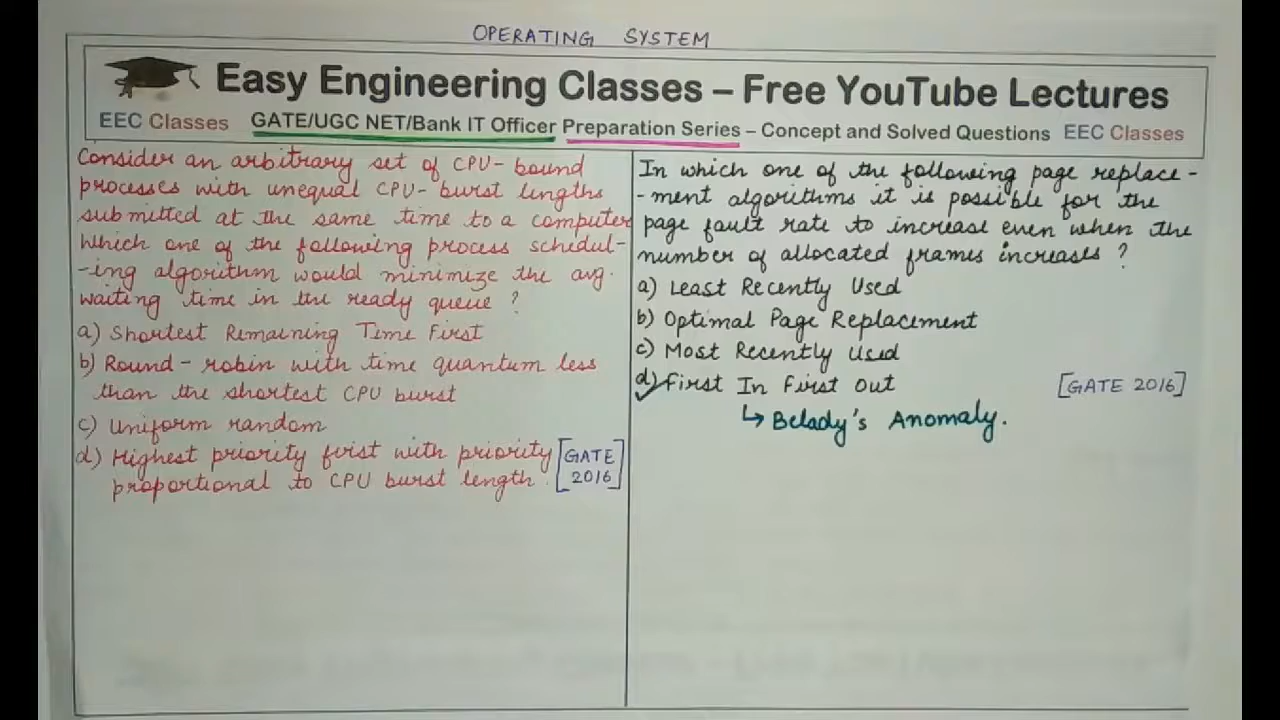 OPERATING SYSTEM
Easy Engineering Classes – Free YouTube Lectures
EEC Classes GATE/UGC NET/Bank IT Officer Preparation Series – Concept and Solved Questions EEC Classes
Consider an arbitrary set of CPU-bound
processes with unequal CPU-burst lengths
submitted at the same time to a computer
Which one of the following process schedul-
-ing algorithm would minimize the avg.
waiting time in the ready queue ?
a) Shortest Remaining Time First
b) Round-robin with time quantum less
than the shortest CPU burst
c) Uniform random
d) Highest priority first with priority
proportional to CPU burst length.
[GATE
2016]
In which one of the following page replace-
-ment algorithms it is possible for the
page fault rate to increase even when the
number of allocated frames increases ?
a) Least Recently Used
b) Optimal Page Replacement
c) Most Recently Used
d) First In First Out [GATE 2016]
↳ Belady's Anomaly.